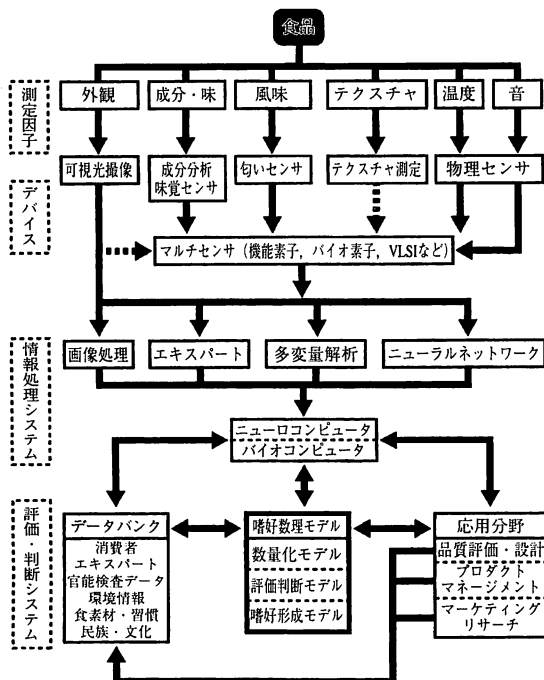 食品
測定因子
外観
成分・味
風味
テクスチャ
温度
音
デバイス
可視光撮像
成分分析
味覚センサ
匂いセンサ
テクスチャ測定
物理センサ
マルチセンサ（機能素子，バイオ素子，VLSIなど）
情報処理システム
画像処理
エキスパート
多変量解析
ニューラルネットワーク
ニューロコンピュータ
バイオコンピュータ
評価・判断システム
データバンク
消費者
エキスパート
官能検査データ
環境情報
食素材・習慣
民族・文化
嗜好数理モデル
数量化モデル
評価判断モデル
嗜好形成モデル
応用分野
品質評価・設計
プロダクト
マネージメント
マーケティング
リサーチ